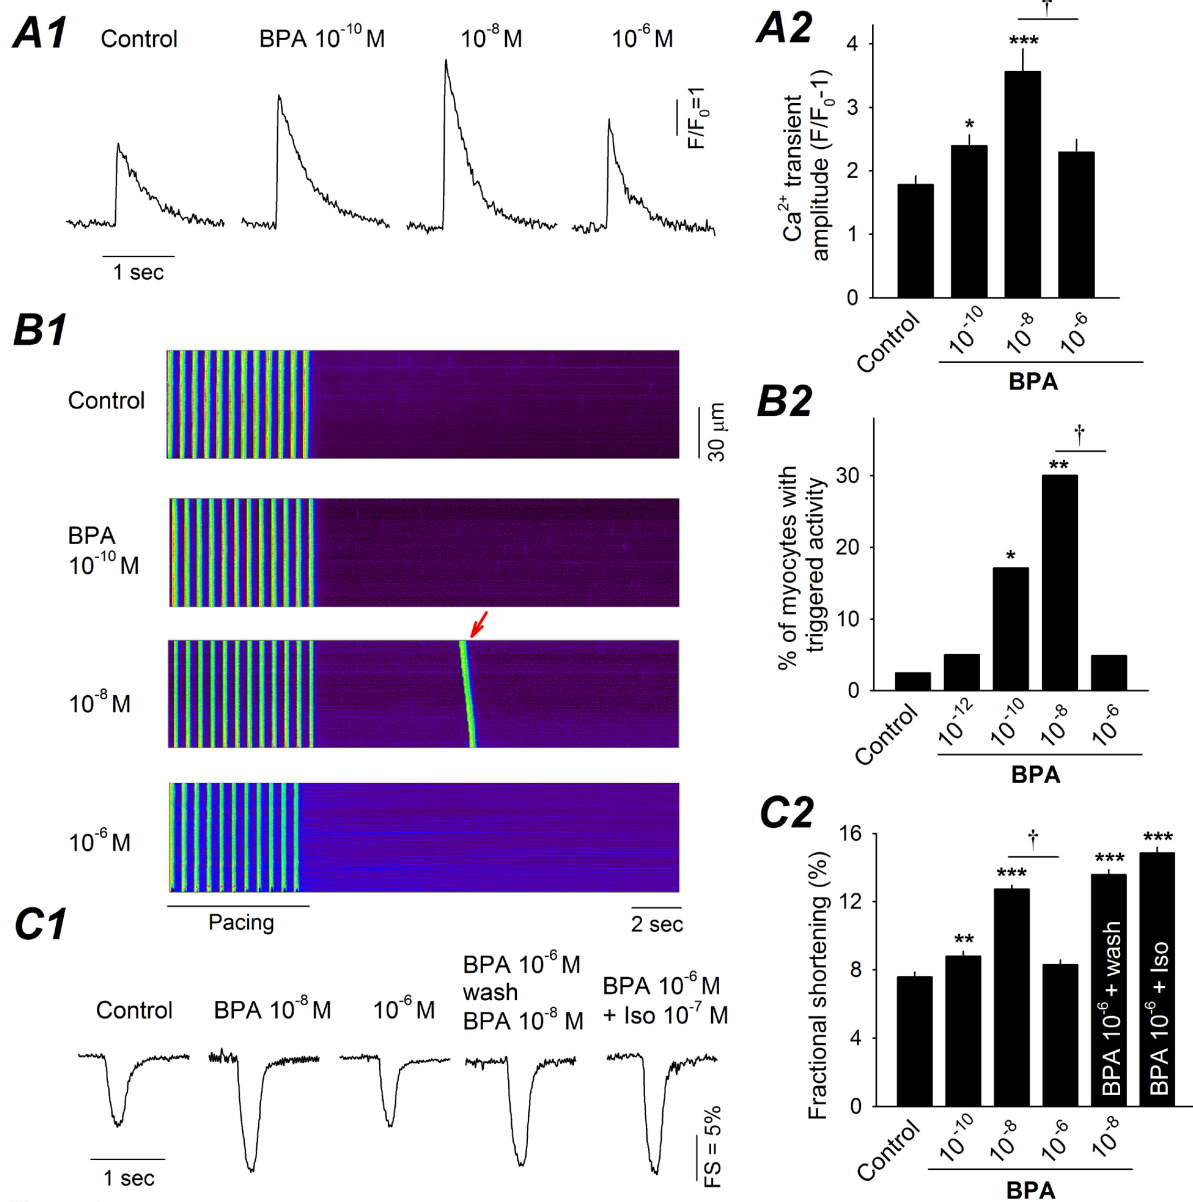 A1
Control
BPA 10⁻¹⁰ M
10⁻⁸ M
10⁻⁶ M
F/F₀=1
1 sec
A2
†
***
*
4
3
2
1
0
Ca²⁺ transient
amplitude (F/F₀-1)
Control
10⁻¹⁰
10⁻⁸
10⁻⁶
BPA
B1
Control
30 μm
BPA
10⁻¹⁰ M
10⁻⁸ M
10⁻⁶ M
Pacing
2 sec
B2
†
**
*
30
20
10
0
% of myocytes with
triggered activity
Control
10⁻¹²
10⁻¹⁰
10⁻⁸
10⁻⁶
BPA
C1
Control
BPA 10⁻⁸ M
10⁻⁶ M
BPA 10⁻⁶ M
wash
BPA 10⁻⁸ M
BPA 10⁻⁶ M
+ Iso 10⁻⁷ M
FS = 5%
1 sec
C2
16
12
8
4
0
Fractional shortening (%)
**
***
†
***
***
BPA 10⁻⁶ + wash
BPA 10⁻⁶ + Iso
Control
10⁻¹⁰
10⁻⁸
10⁻⁶
10⁻⁸
BPA